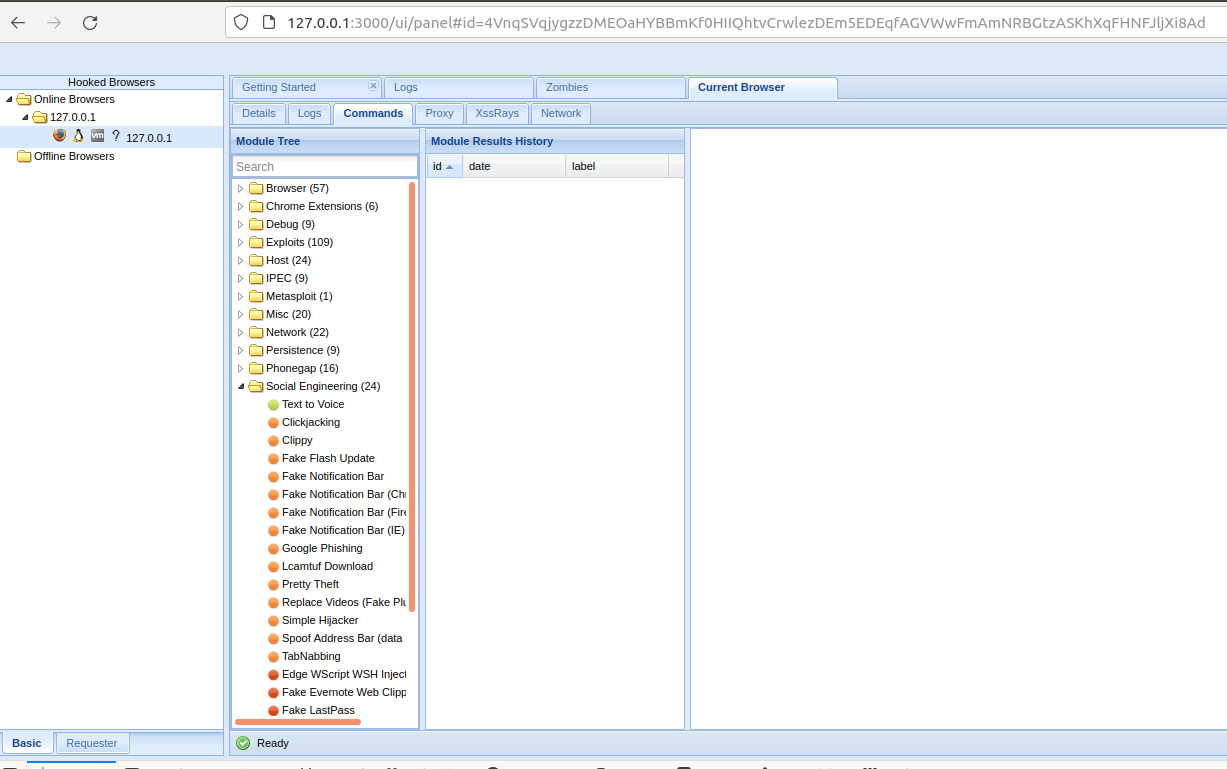 127.0.0.1:3000/ui/panel#id=4VnqSVqjygzzDMEOaHYBBmKf0HIIQhtvCrwlezDEm5EDEqfAGVWwFmAmNRBGtzASKhXqFHNFJljXi8Ad
Hooked Browsers
Online Browsers
127.0.0.1
vm ? 127.0.0.1
Offline Browsers
Basic
Requester
Getting Started
Logs
Zombies
Current Browser
Details
Logs
Commands
Proxy
XssRays
Network
Module Tree
Search
Browser (57)
Chrome Extensions (6)
Debug (9)
Exploits (109)
Host (24)
IPEC (9)
Metasploit (1)
Misc (20)
Network (22)
Persistence (9)
Phonegap (16)
Social Engineering (24)
Text to Voice
Clickjacking
Clippy
Fake Flash Update
Fake Notification Bar
Fake Notification Bar (Chr
Fake Notification Bar (Fire
Fake Notification Bar (IE)
Google Phishing
Lcamtuf Download
Pretty Theft
Replace Videos (Fake Plu
Simple Hijacker
Spoof Address Bar (data
TabNabbing
Edge WScript WSH Inject
Fake Evernote Web Clipp
Fake LastPass
Module Results History
id
date
label
Ready